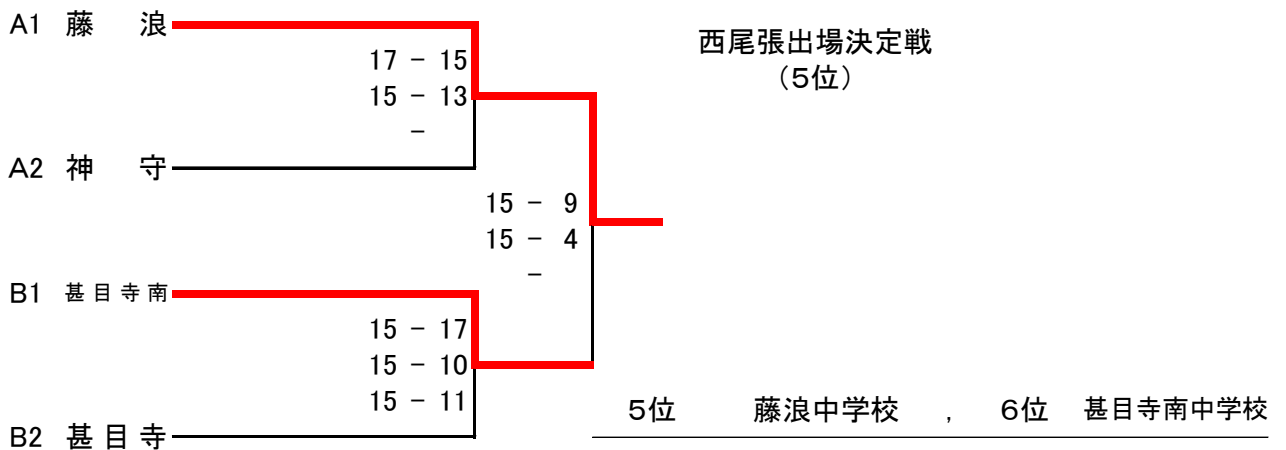 A1 藤 浪
西尾張出場決定戦
（5位）
17 － 15
15 － 13
－
A2 神 守
15 － 9
15 － 4
－
B1 甚目寺南
15 － 17
15 － 10
15 － 11
5位 藤浪中学校 , 6位 甚目寺南中学校
B2 甚目寺